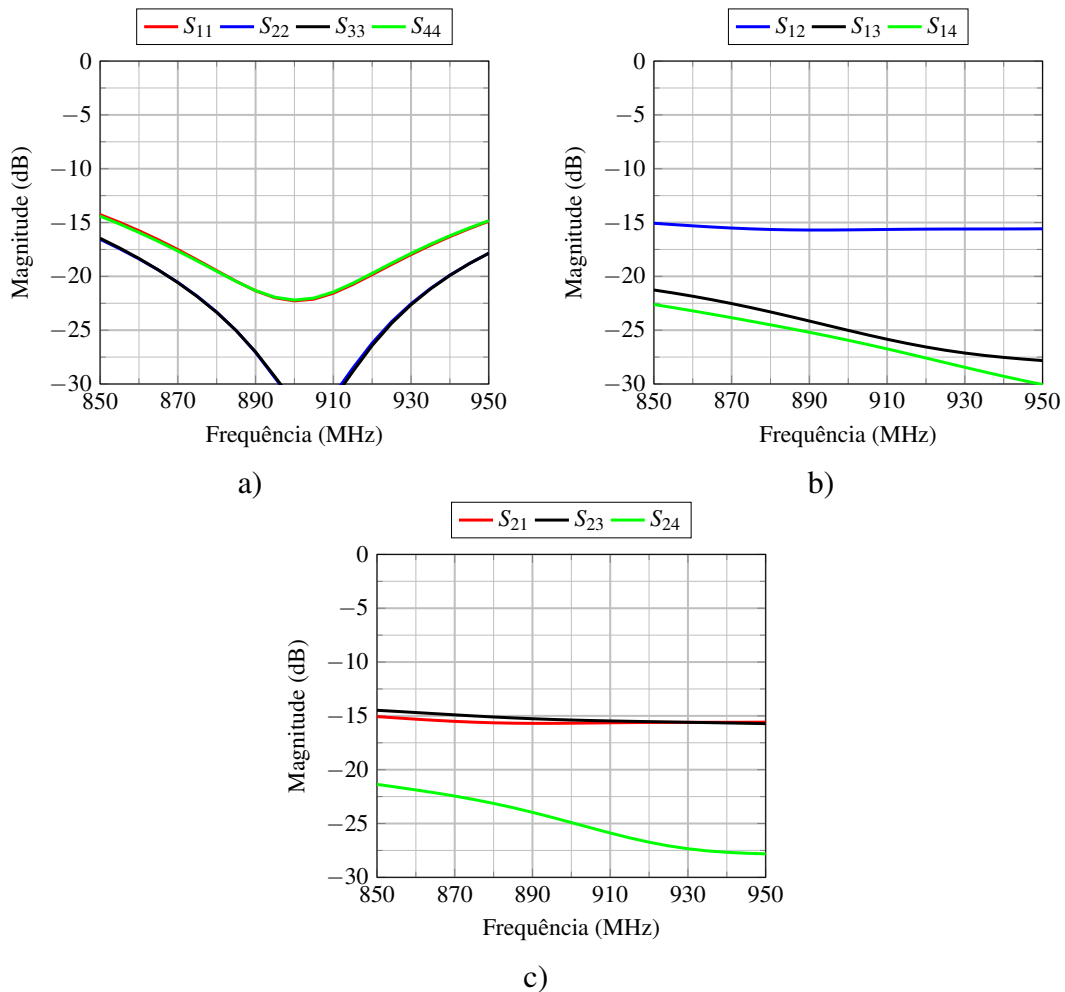 S11 S22 S33 S44
0
−5
−10
−15
−20
−25
−30
Magnitude (dB)
850 870 890 910 930 950
Frequência (MHz)
a)
S12 S13 S14
0
−5
−10
−15
−20
−25
−30
Magnitude (dB)
850 870 890 910 930 950
Frequência (MHz)
b)
S21 S23 S24
0
−5
−10
−15
−20
−25
−30
Magnitude (dB)
850 870 890 910 930 950
Frequência (MHz)
c)